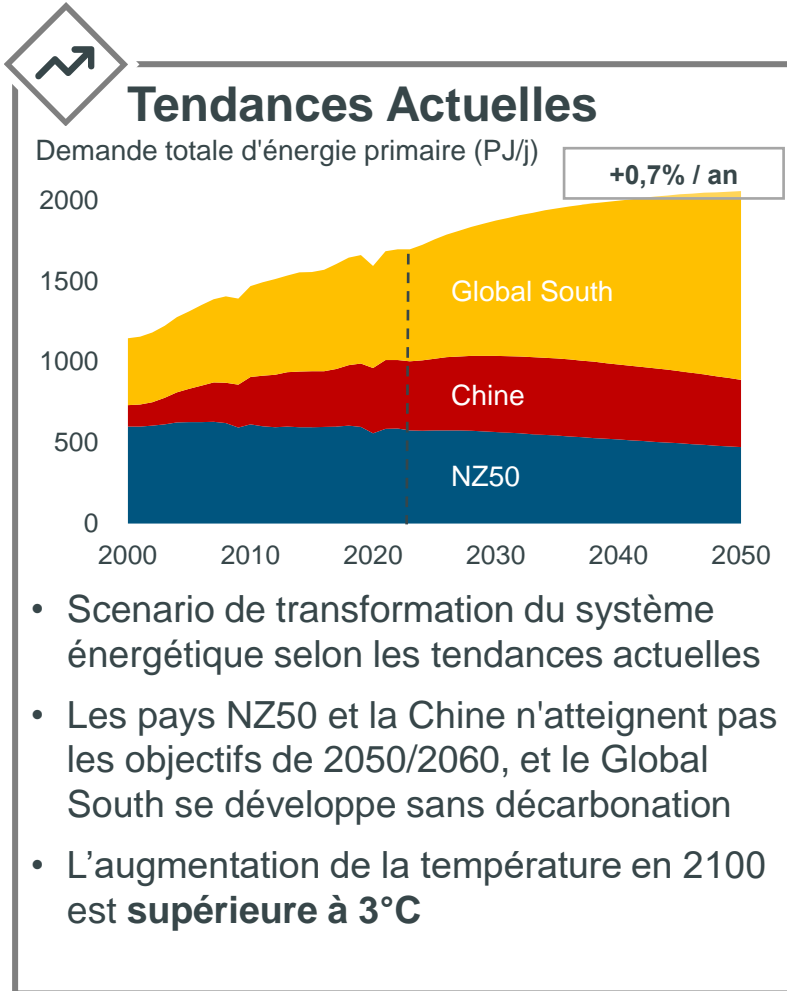 Tendances Actuelles
Demande totale d'énergie primaire (PJ/j)
+0,7% / an
2000
1500
1000
500
0
Global South
Chine
NZ50
2000 2010 2020 2030 2040 2050
• Scenario de transformation du système
énergétique selon les tendances actuelles
• Les pays NZ50 et la Chine n'atteignent pas
les objectifs de 2050/2060, et le Global
South se développe sans décarbonation
• L’augmentation de la température en 2100
est supérieure à 3°C